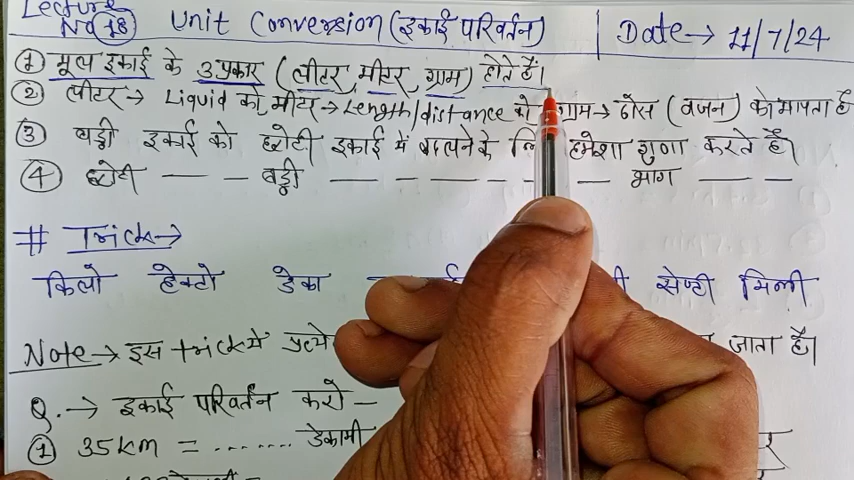 Lecture No 18 Unit Conversion (इकाई परिवर्तन) Date→ 11/7/24
① मूल इकाई के 3 प्रकार (लीटर, मीटर, ग्राम) होते हैं।
② लीटर→ Liquid को, मीटर→ Length/distance को ग्राम→ ठोस (वजन) को मापता है
③ बड़ी इकाई को छोटी इकाई में बदलने के हमेशा गुणा करते हैं।
④ छोटी — — बड़ी — — — — — — — भाग — —
# Trick→
किलो हेक्टो डेका सेण्टी मिली
Note→ इस trick में जाता है।
Q.→ इकाई परिवर्तन करो—
① 35 km = ....... डेकामी